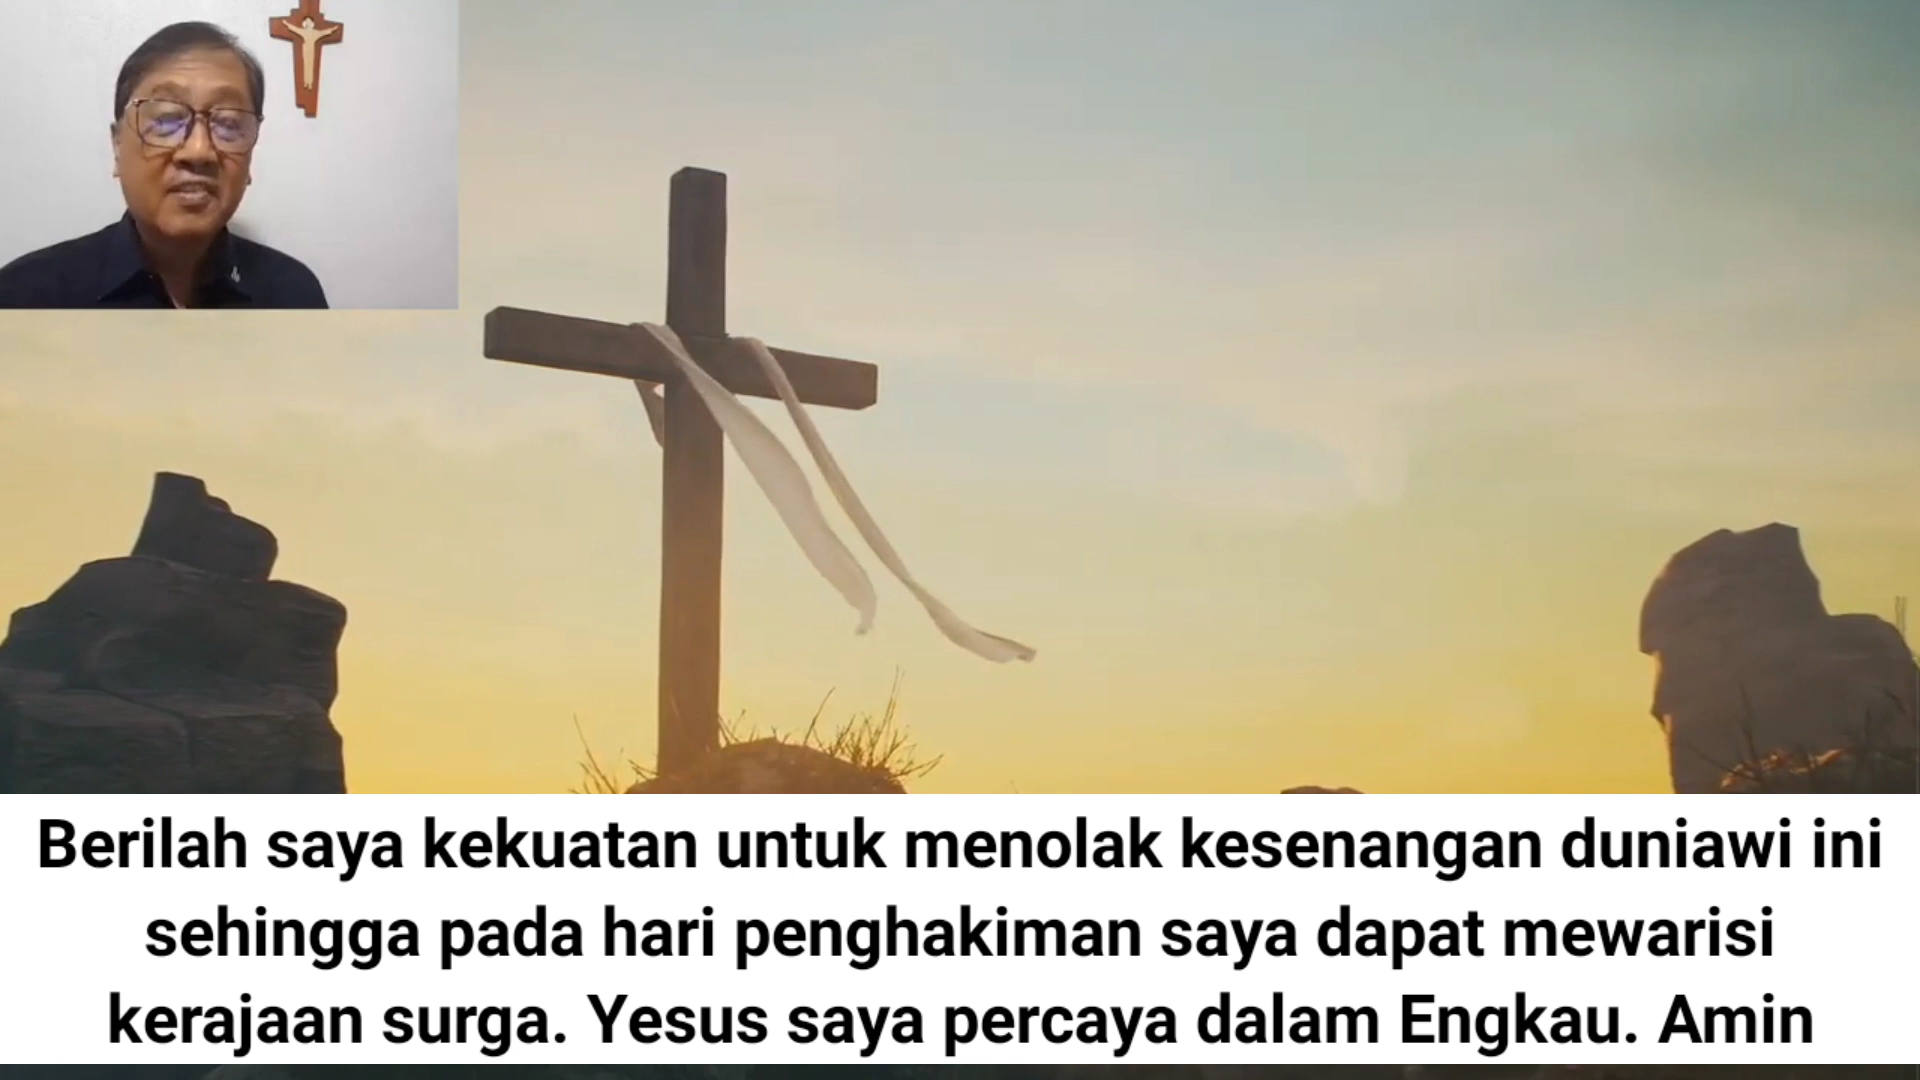 Berilah saya kekuatan untuk menolak kesenangan duniawi ini
sehingga pada hari penghakiman saya dapat mewarisi
kerajaan surga. Yesus saya percaya dalam Engkau. Amin